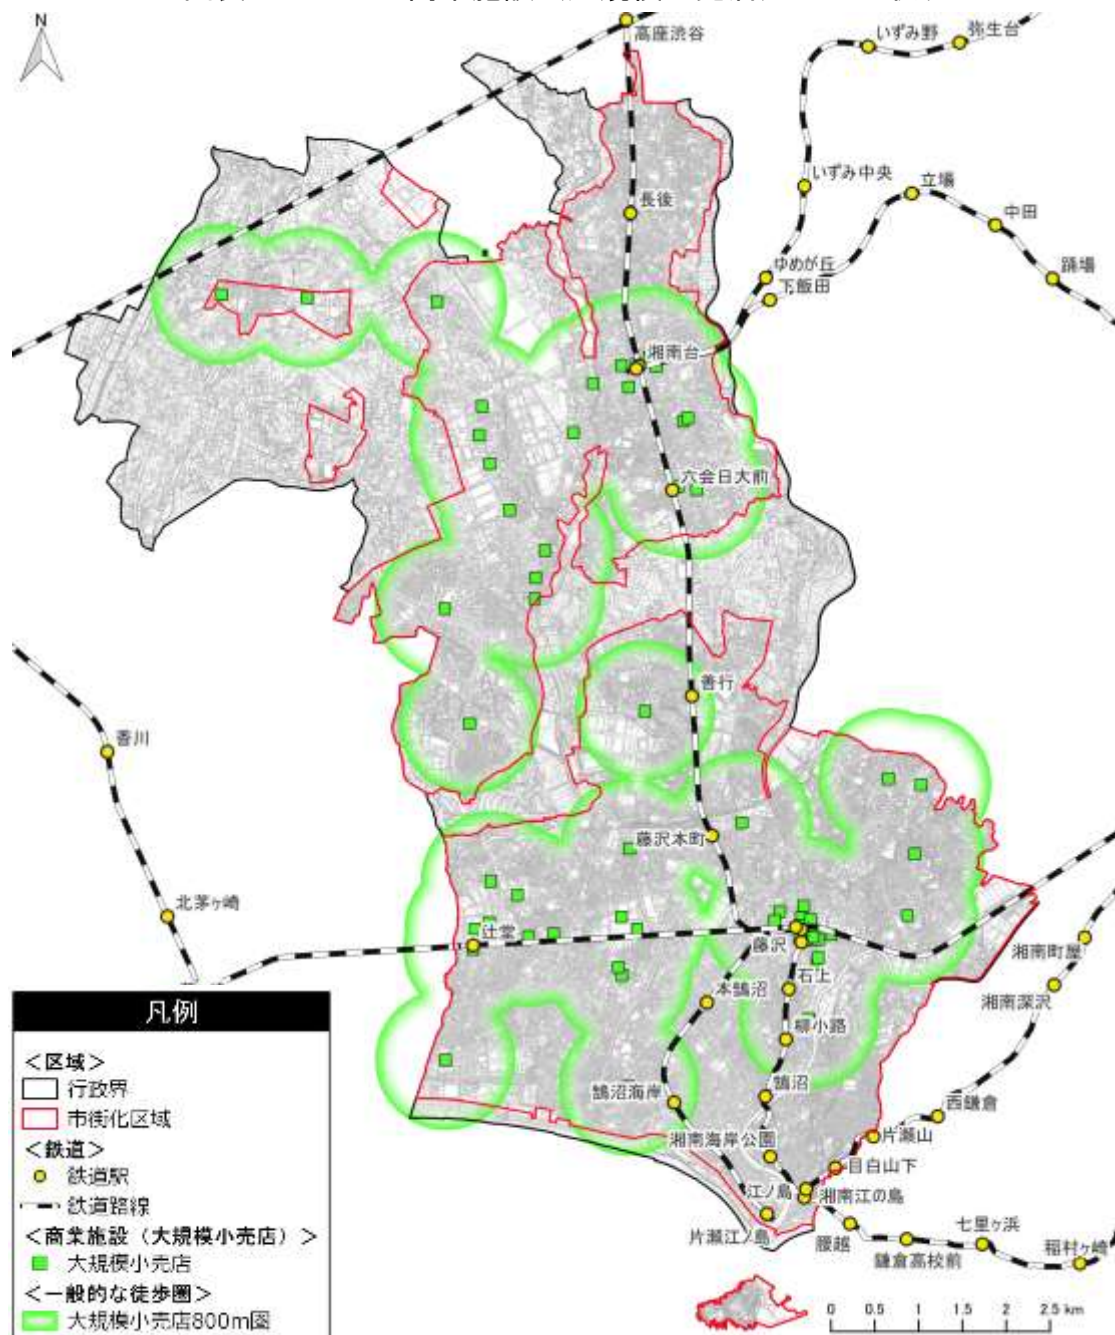 N
高座渋谷
いずみ野
弥生台
いずみ中央
立場
長後
中田
ゆめが丘
踊場
下飯田
湘南台
六会日大前
善行
香川
藤沢本町
北茅ヶ崎
辻堂
藤沢
湘南町屋
石上
本鵠沼
湘南深沢
柳小路
鵠沼海岸
鵠沼
西鎌倉
湘南海岸公園
片瀬山
目白山下
江ノ島
湘南江の島
片瀬江ノ島
腰越
七里ヶ浜
鎌倉高校前
稲村ヶ崎
凡例
＜区域＞
行政界
市街化区域
＜鉄道＞
鉄道駅
鉄道路線
＜商業施設（大規模小売店）＞
大規模小売店
＜一般的な徒歩圏＞
大規模小売店800m圏
0 0.5 1 1.5 2 2.5 km